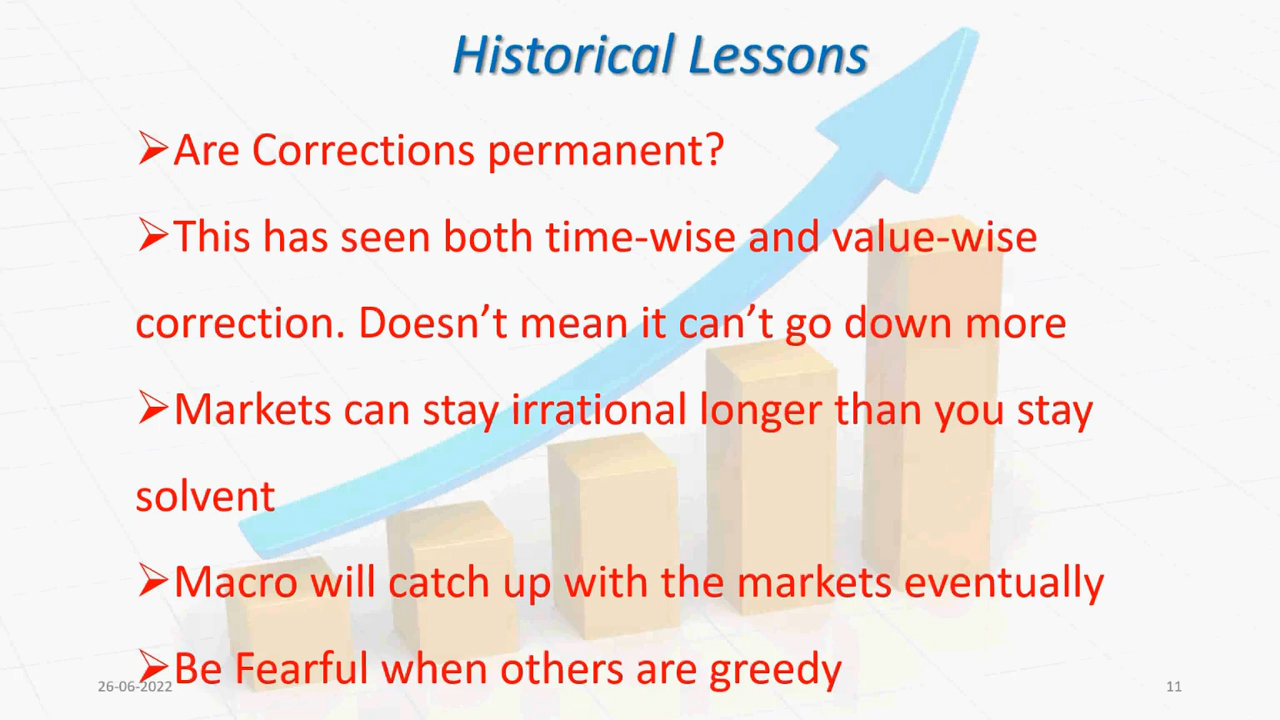 Historical Lessons
➢Are Corrections permanent?
➢This has seen both time-wise and value-wise
correction. Doesn’t mean it can’t go down more
➢Markets can stay irrational longer than you stay
solvent
➢Macro will catch up with the markets eventually
➢Be Fearful when others are greedy
26-06-2022
11